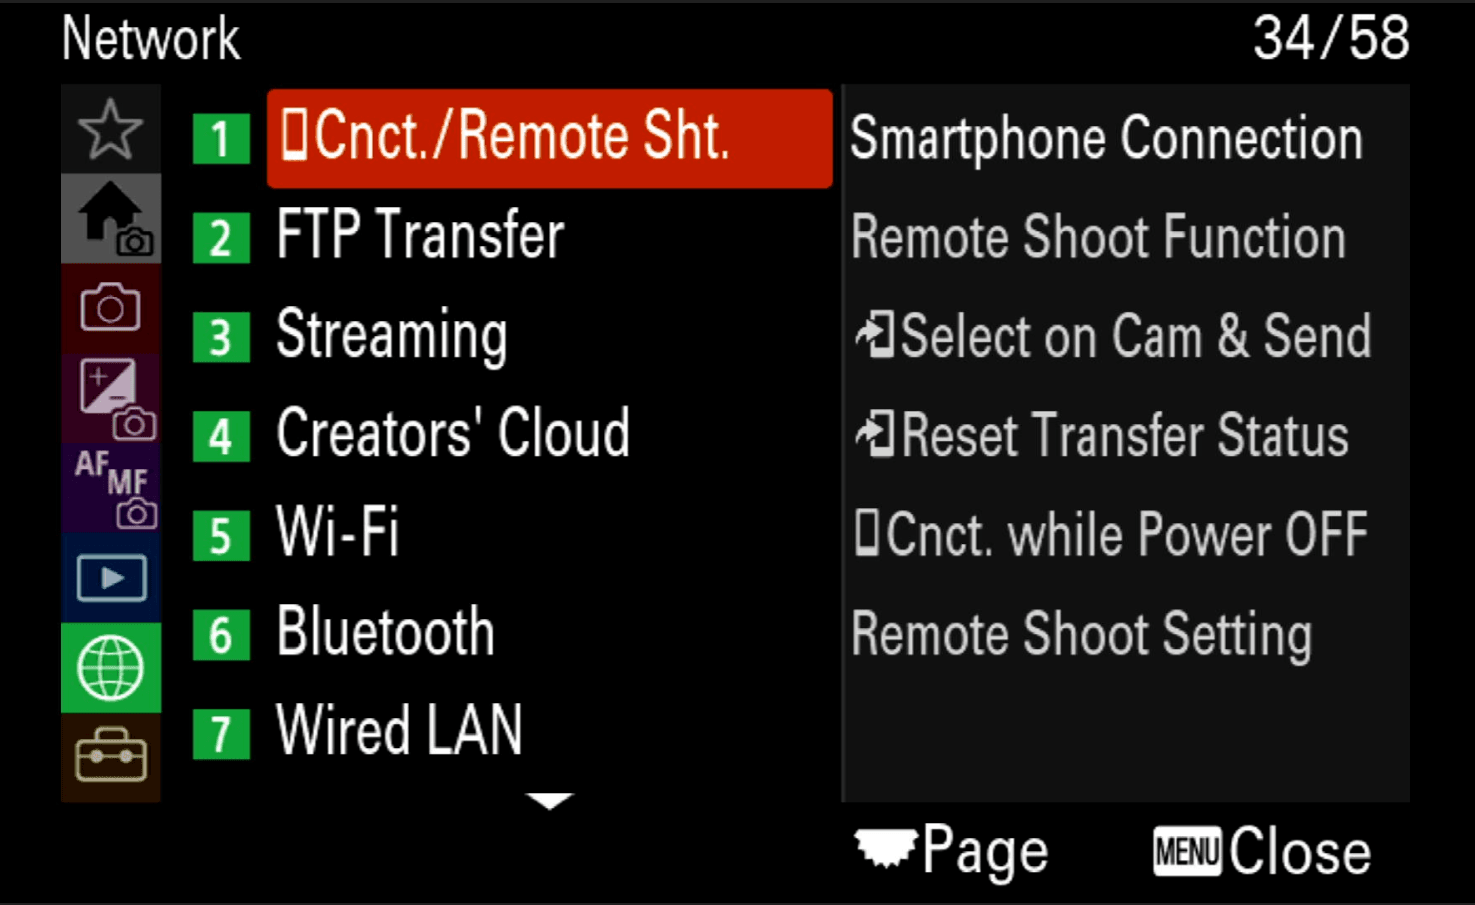 Network
34/58
1 Cnct./Remote Sht.
2 FTP Transfer
3 Streaming
4 Creators' Cloud
5 Wi-Fi
6 Bluetooth
7 Wired LAN
AF MF
Smartphone Connection
Remote Shoot Function
Select on Cam & Send
Reset Transfer Status
Cnct. while Power OFF
Remote Shoot Setting
Page
MENU Close